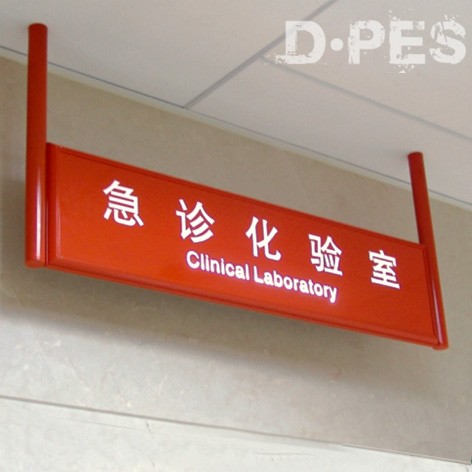 D·PES
急诊化验室
Clinical Laboratory